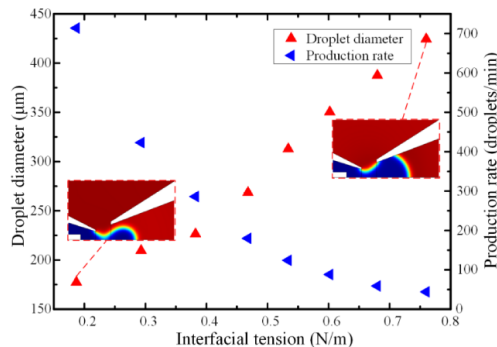 450
400
350
300
250
200
150
Droplet diameter (μm)
Droplet diameter
Production rate
700
600
500
400
300
200
100
0
Production rate (droplets/min)
0.2 0.3 0.4 0.5 0.6 0.7 0.8
Interfacial tension (N/m)